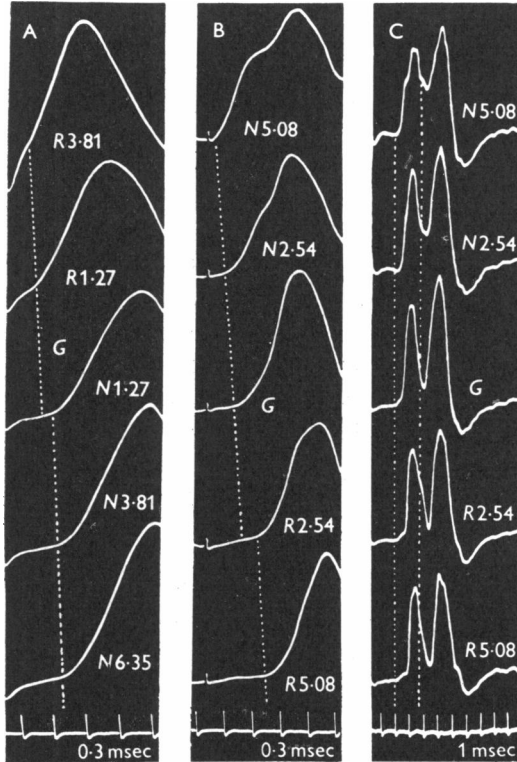 A
R3·81
R1·27
G
N1·27
N3·81
N6·35
0·3 msec
B
N5·08
N2·54
G
R2·54
R5·08
0·3 msec
C
N5·08
N2·54
G
R2·54
R5·08
1 msec